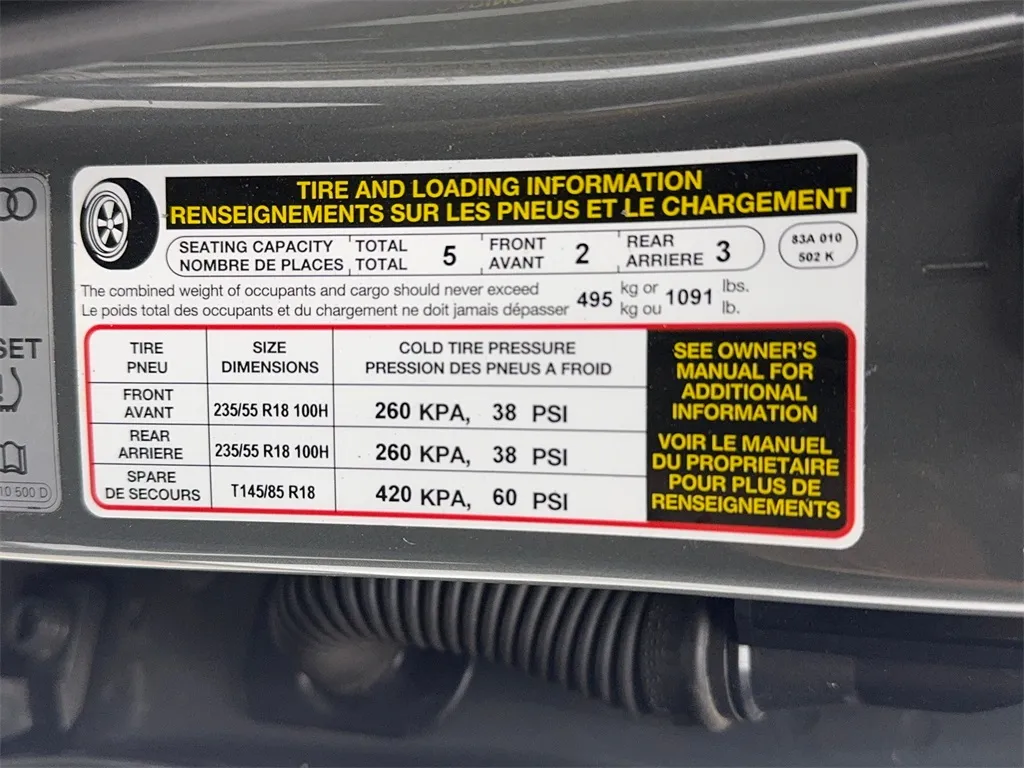 TIRE AND LOADING INFORMATION
RENSEIGNEMENTS SUR LES PNEUS ET LE CHARGEMENT
SEATING CAPACITY TOTAL 5 FRONT 2 REAR 3
NOMBRE DE PLACES TOTAL AVANT ARRIERE
83A 010
502 K
The combined weight of occupants and cargo should never exceed 495 kg or 1091 lbs.
Le poids total des occupants et du chargement ne doit jamais dépasser kg ou lb.
TIRE SIZE COLD TIRE PRESSURE
PNEU DIMENSIONS PRESSION DES PNEUS A FROID
FRONT
AVANT 235/55 R18 100H 260 KPA, 38 PSI
REAR
ARRIERE 235/55 R18 100H 260 KPA, 38 PSI
SPARE
DE SECOURS T145/85 R18 420 KPA, 60 PSI
SEE OWNER'S
MANUAL FOR
ADDITIONAL
INFORMATION
VOIR LE MANUEL
DU PROPRIETAIRE
POUR PLUS DE
RENSEIGNEMENTS
SET
10 500 D